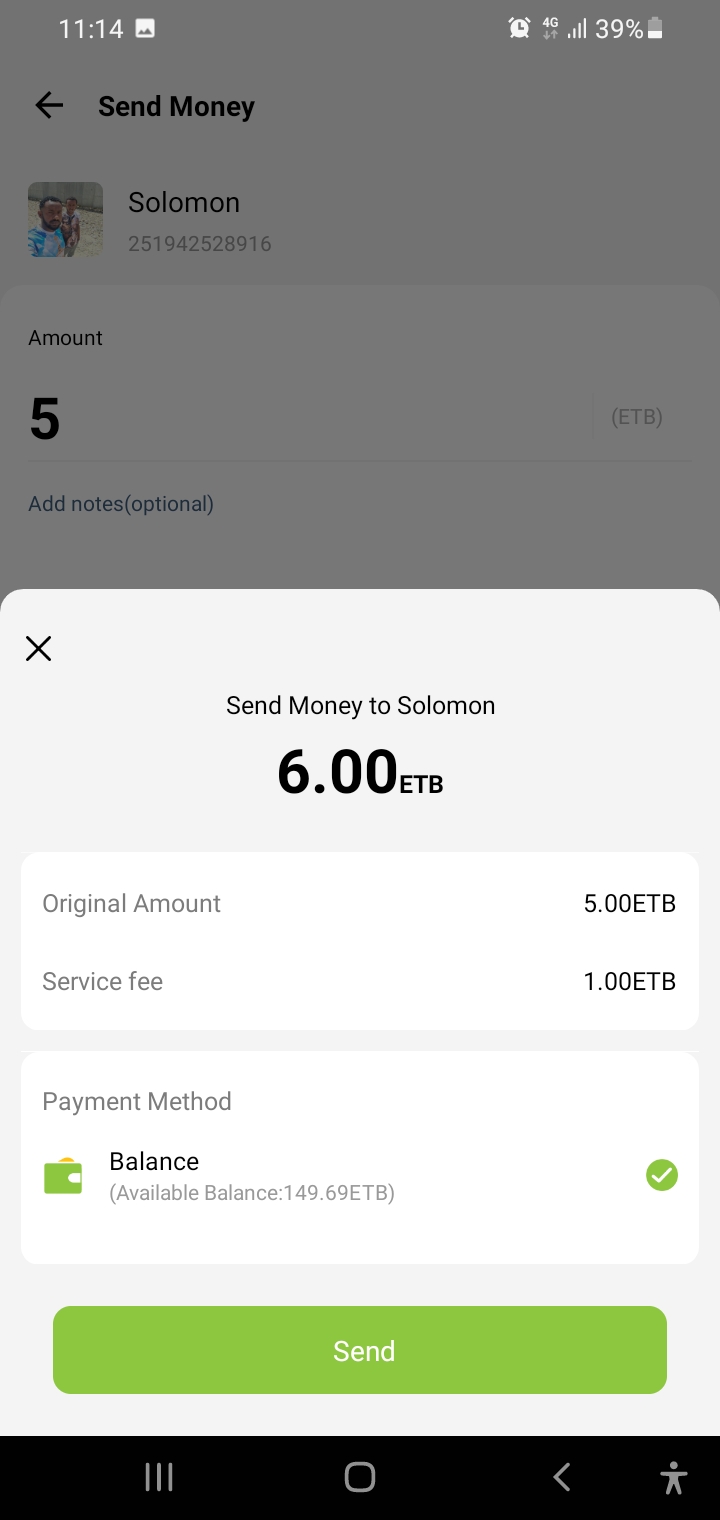 11:14
4G
39%
Send Money
Solomon
251942528916
Amount
5
(ETB)
Add notes(optional)
Send Money to Solomon
6.00ETB
Original Amount 5.00ETB
Service fee 1.00ETB
Payment Method
Balance
(Available Balance:149.69ETB)
Send